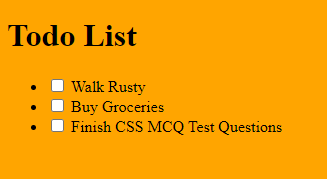 Todo List
Walk Rusty
Buy Groceries
Finish CSS MCQ Test Questions